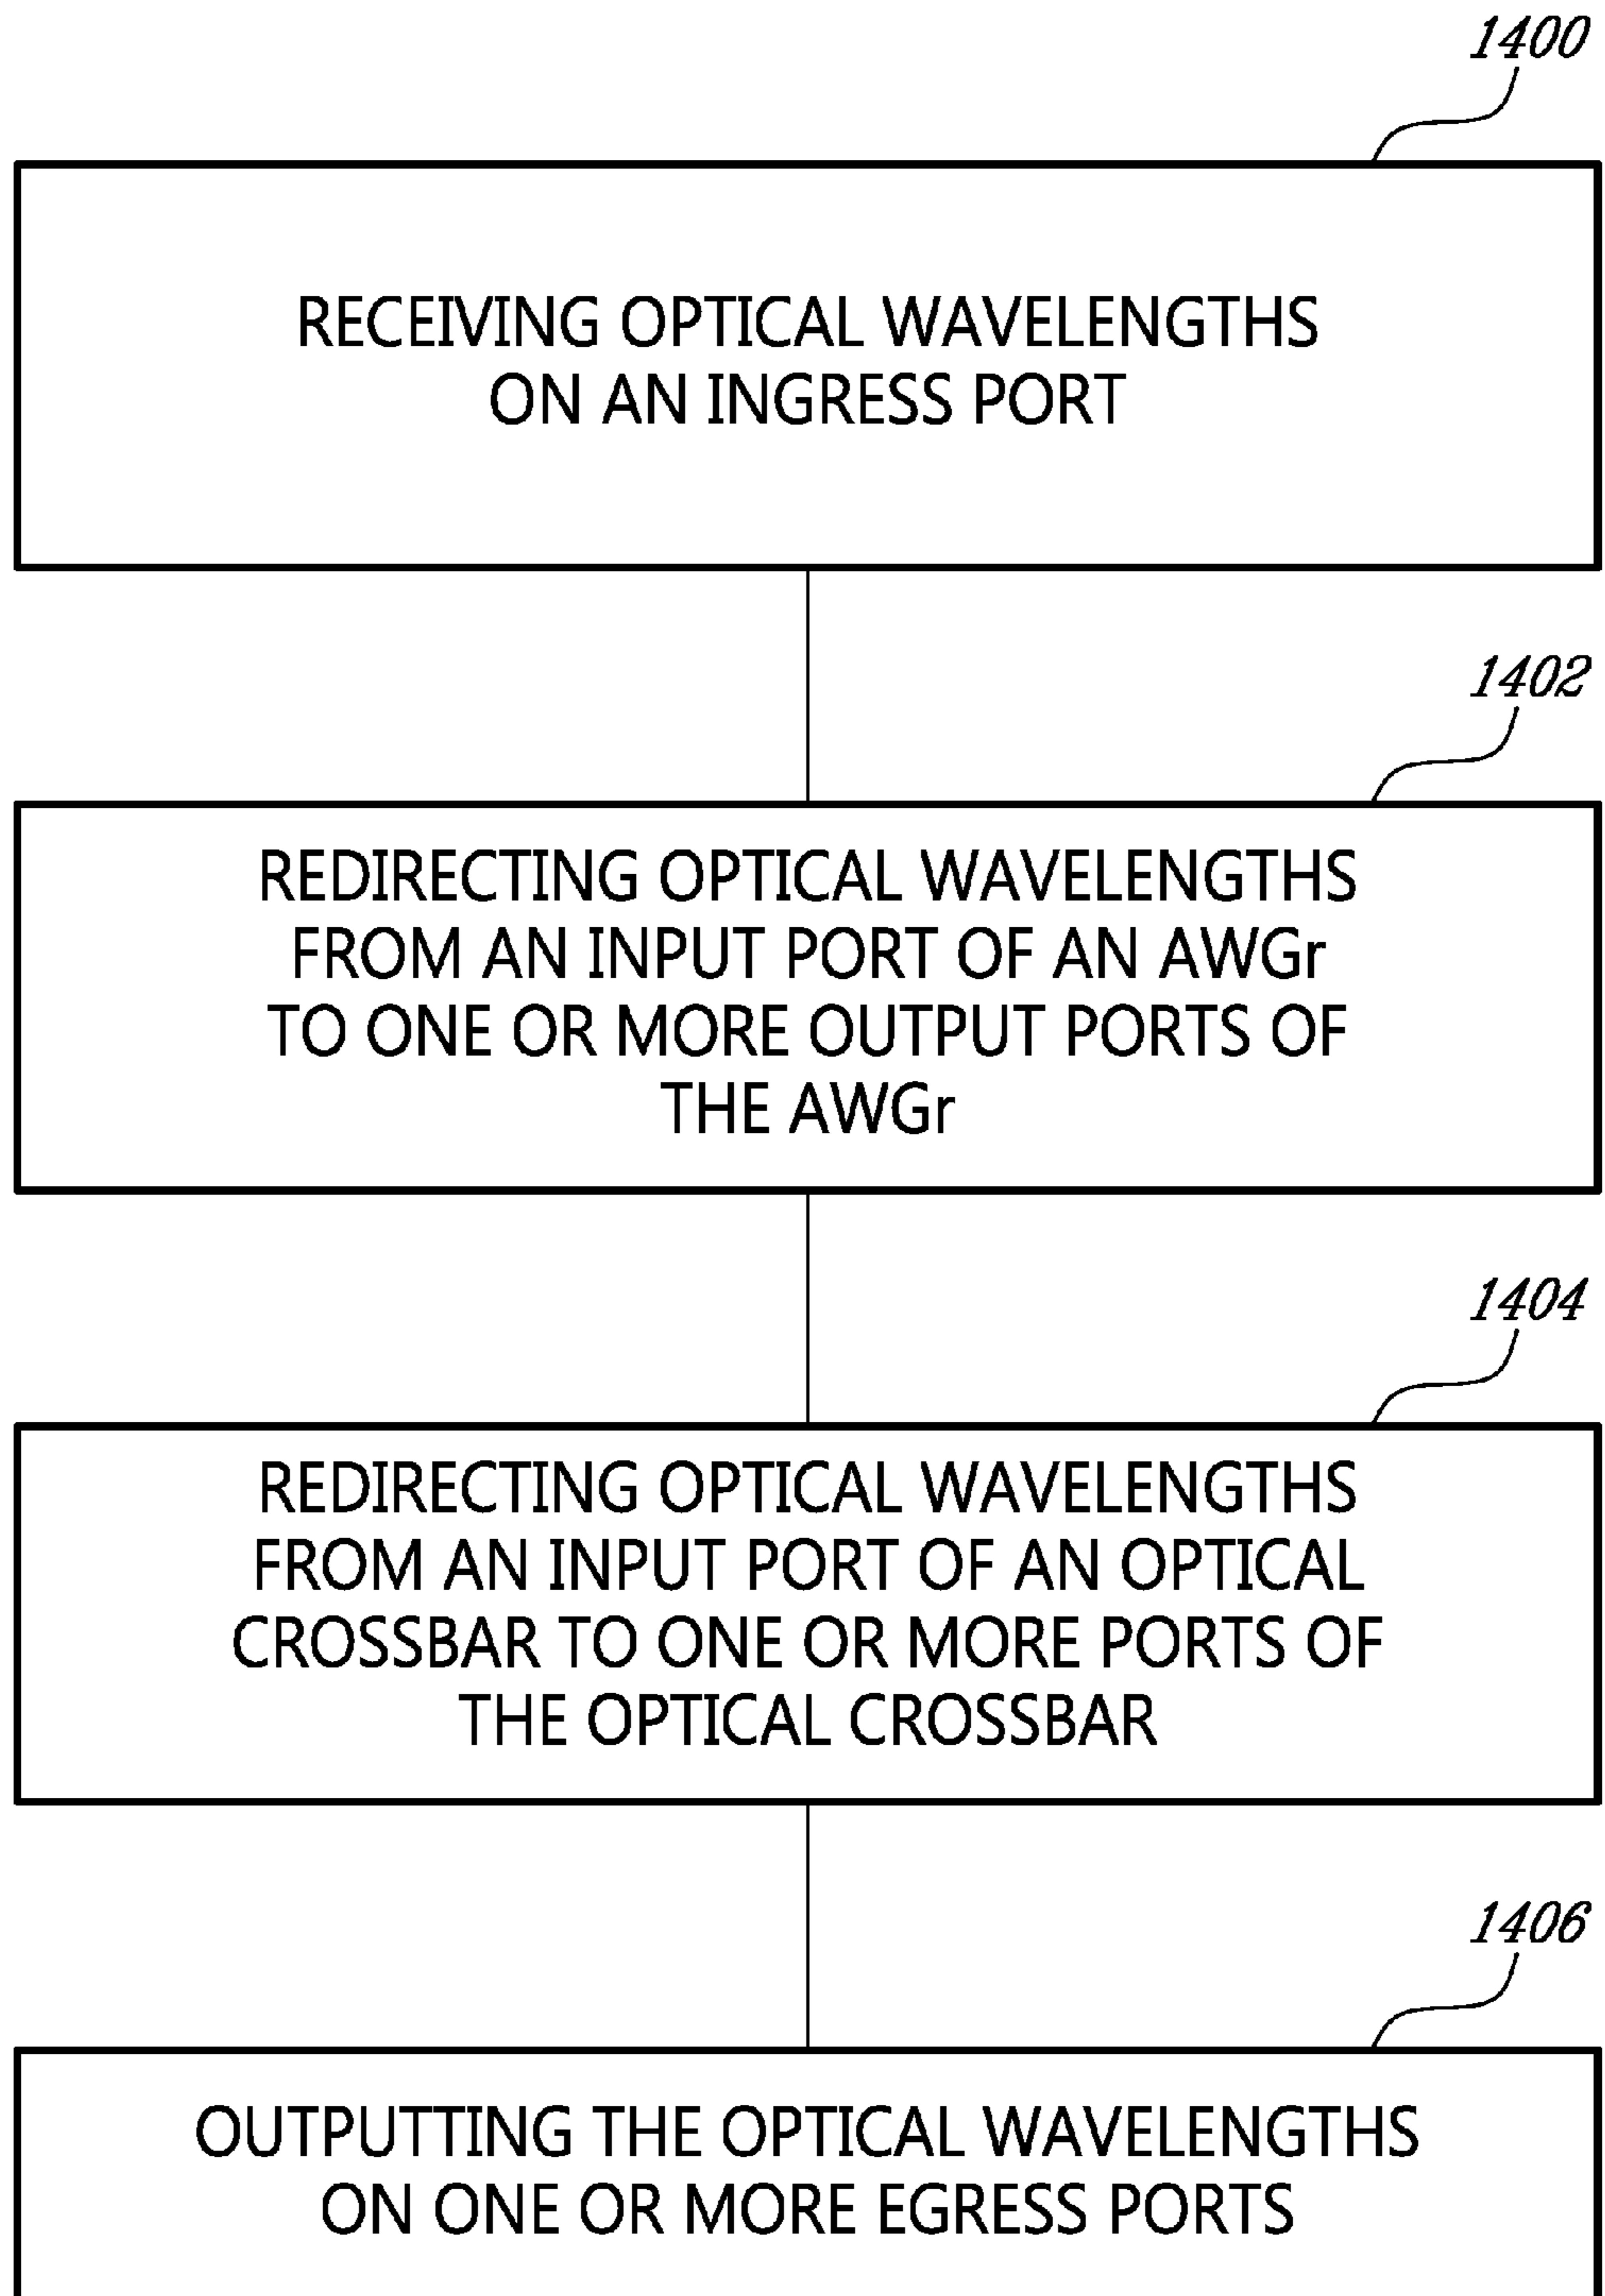 1400
RECEIVING OPTICAL WAVELENGTHS
ON AN INGRESS PORT
1402
REDIRECTING OPTICAL WAVELENGTHS
FROM AN INPUT PORT OF AN AWGr
TO ONE OR MORE OUTPUT PORTS OF
THE AWGr
1404
REDIRECTING OPTICAL WAVELENGTHS
FROM AN INPUT PORT OF AN OPTICAL
CROSSBAR TO ONE OR MORE PORTS OF
THE OPTICAL CROSSBAR
1406
OUTPUTTING THE OPTICAL WAVELENGTHS
ON ONE OR MORE EGRESS PORTS